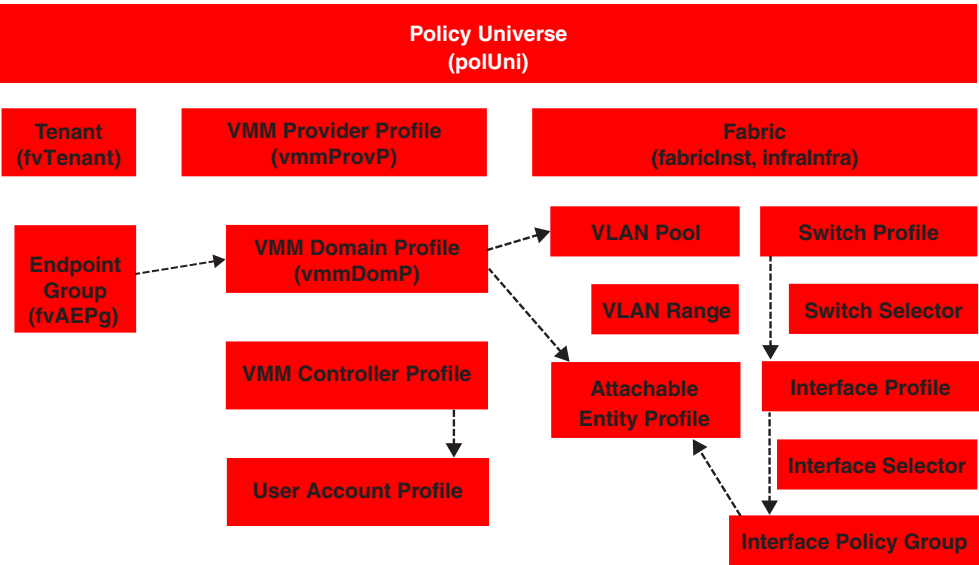 Policy Universe
(polUni)
Tenant
(fvTenant)
VMM Provider Profile
(vmmProvP)
Fabric
(fabricInst, infraInfra)
Endpoint
Group
(fvAEPg)
VMM Domain Profile
(vmmDomP)
VMM Controller Profile
User Account Profile
VLAN Pool
VLAN Range
Attachable
Entity Profile
Switch Profile
Switch Selector
Interface Profile
Interface Selector
Interface Policy Group